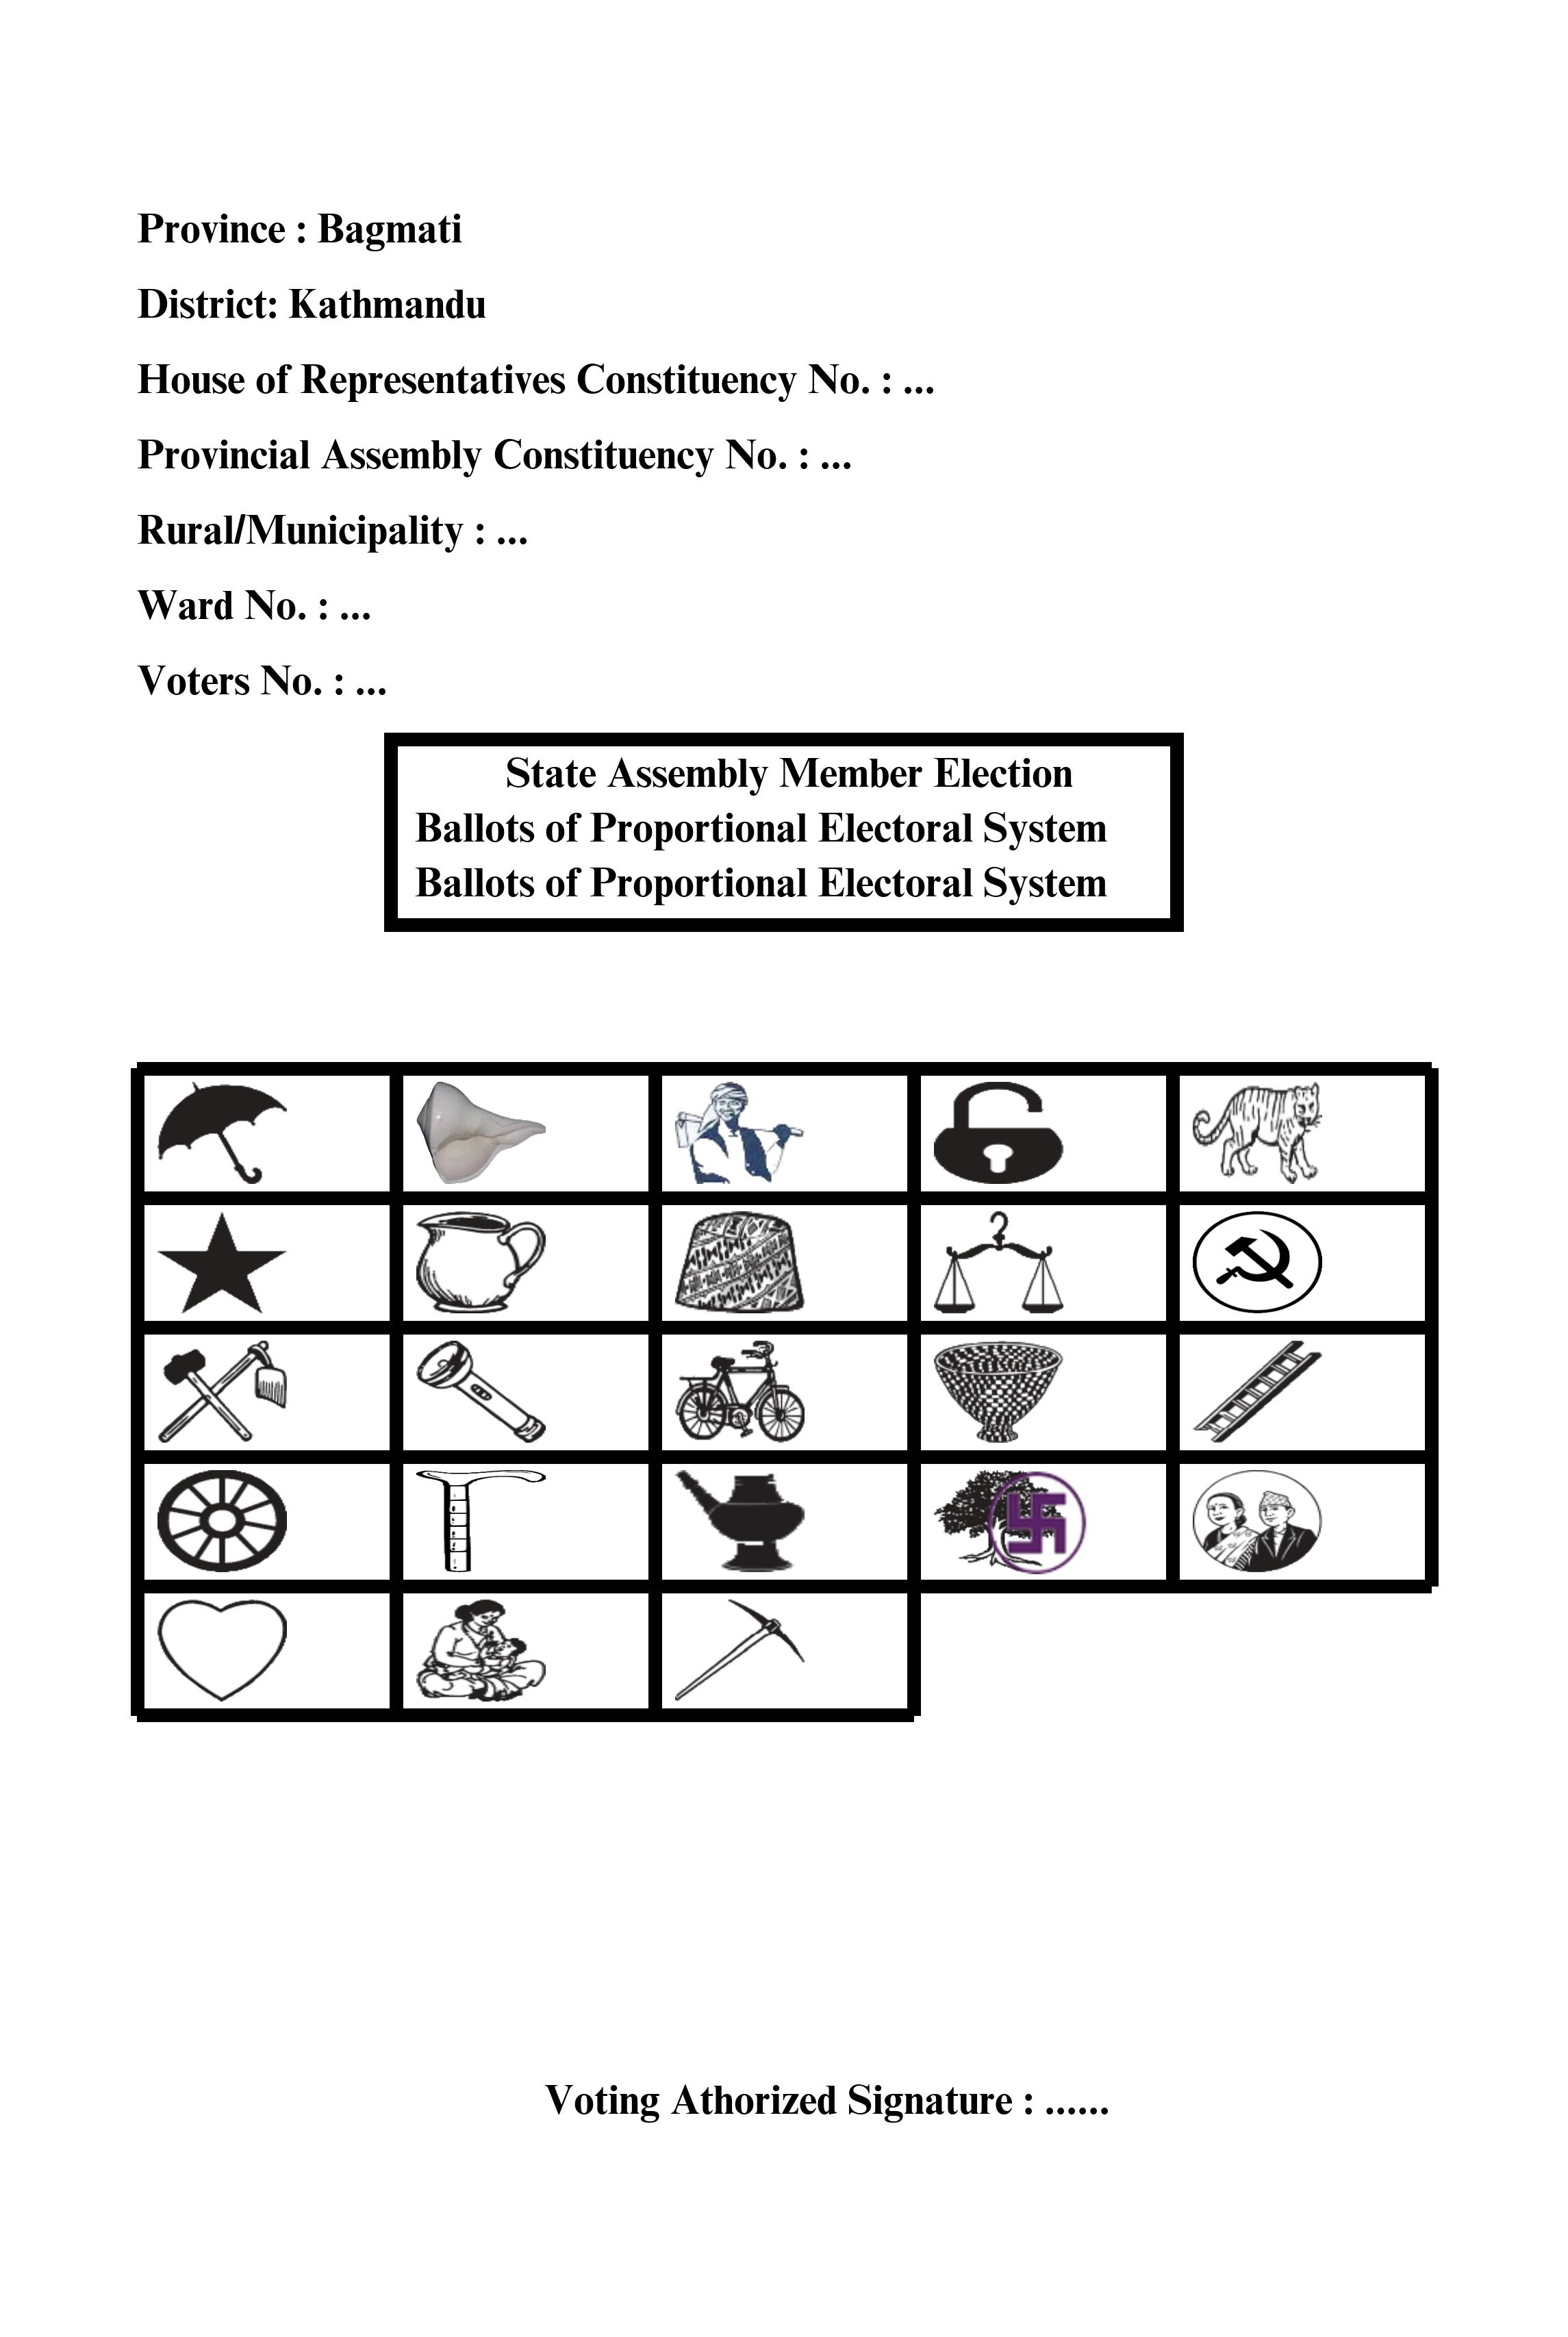 Province : Bagmati
District: Kathmandu
House of Representatives Constituency No. : ...
Provincial Assembly Constituency No. : ...
Rural/Municipality : ...
Ward No. : ...
Voters No. : ...
State Assembly Member Election
Ballots of Proportional Electoral System
Ballots of Proportional Electoral System
Voting Athorized Signature : ......